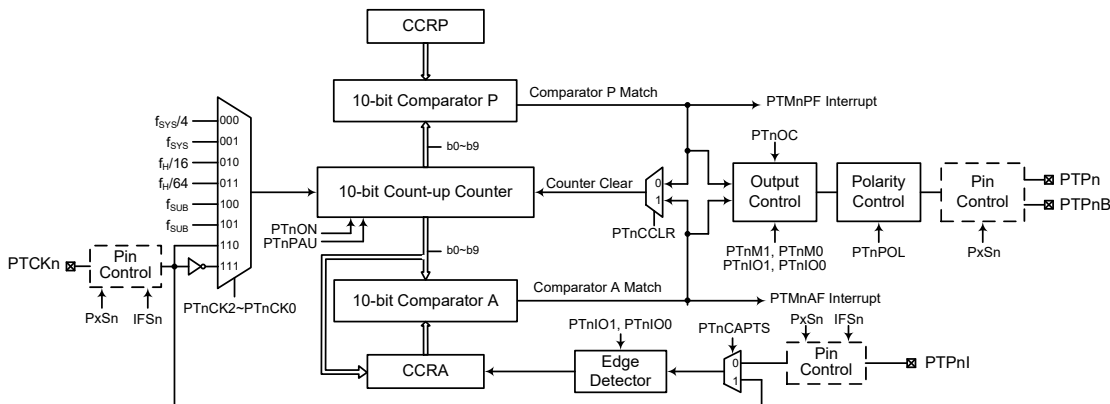 CCRP
10-bit Comparator P
Comparator P Match
PTMnPF Interrupt
b0~b9
fSYS/4
000
fSYS
001
fH/16
010
fH/64
011
fSUB
100
fSUB
101
110
111
10-bit Count-up Counter
Counter Clear
0
1
PTnCCLR
PTnOC
Output
Control
Polarity
Control
Pin
Control
PTPn
PTPnB
PTnON
PTnPAU
b0~b9
PTnM1, PTnM0
PTnIO1, PTnIO0
PTnPOL
PxSn
PTCKn
Pin
Control
PxSn
IFSn
PTnCK2~PTnCK0
10-bit Comparator A
Comparator A Match
PTMnAF Interrupt
PTnIO1, PTnIO0
PTnCAPTS
PxSn
IFSn
CCRA
Edge
Detector
0
1
Pin
Control
PTPnI